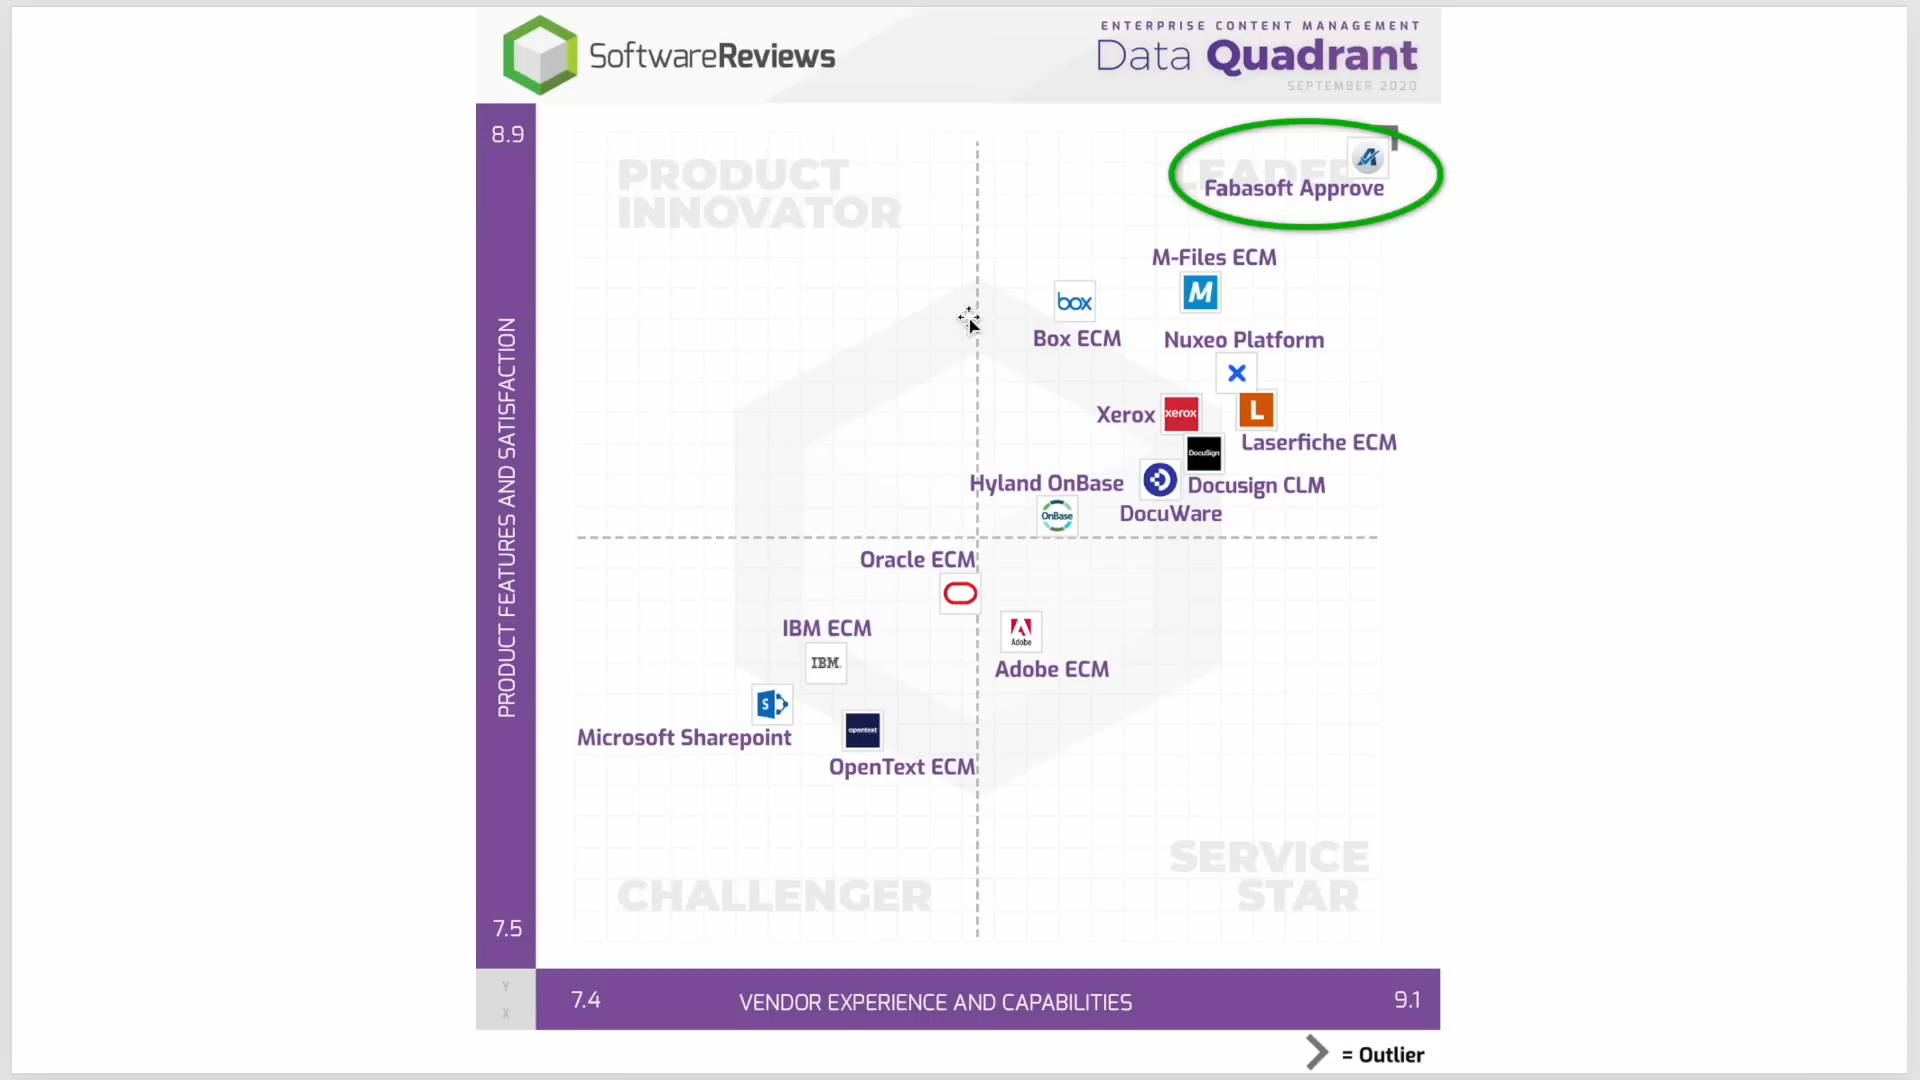 SoftwareReviews
ENTERPRISE CONTENT MANAGEMENT
Data Quadrant
SEPTEMBER 2020
8.9
PRODUCT FEATURES AND SATISFACTION
7.5
PRODUCT
INNOVATOR
LEADER
Fabasoft Approve
M-Files ECM
M
box
Box ECM
Nuxeo Platform
X
Xerox
xerox
L
Laserfiche ECM
DocuSign
Docusign CLM
Hyland OnBase
OnBase
DocuWare
Oracle ECM
IBM ECM
IBM.
Adobe
Adobe ECM
S
Microsoft Sharepoint
opentext
OpenText ECM
CHALLENGER
SERVICE
STAR
Y
X
7.4
VENDOR EXPERIENCE AND CAPABILITIES
9.1
= Outlier